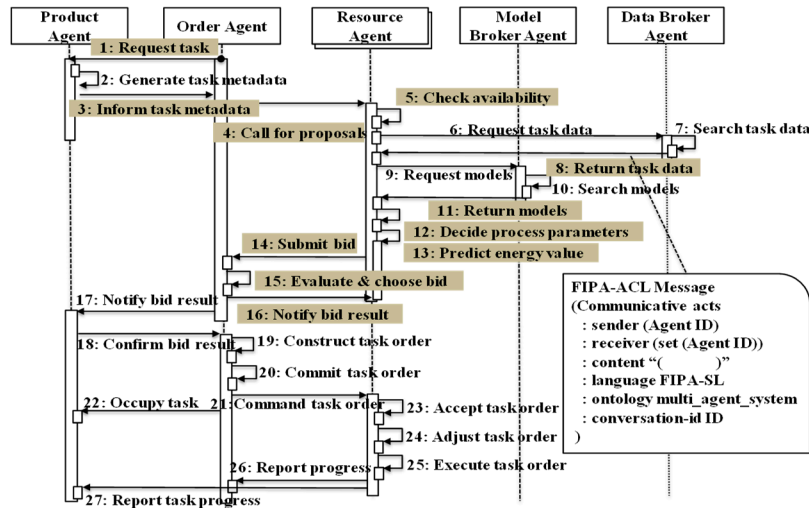 Product
Agent
Order Agent
Resource
Agent
Model
Broker Agent
Data Broker
Agent
1: Request task
2: Generate task metadata
3: Inform task metadata
4: Call for proposals
5: Check availability
6: Request task data
7: Search task data
8: Return task data
9: Request models
10: Search models
11: Return models
12: Decide process parameters
13: Predict energy value
14: Submit bid
15: Evaluate & choose bid
16: Notify bid result
17: Notify bid result
18: Confirm bid result
19: Construct task order
20: Commit task order
21: Command task order
22: Occupy task
23: Accept task order
24: Adjust task order
25: Execute task order
26: Report progress
27: Report task progress
FIPA-ACL Message
(Communicative acts
: sender (Agent ID)
: receiver (set (Agent ID))
: content “( )”
: language FIPA-SL
: ontology multi_agent_system
: conversation-id ID
)